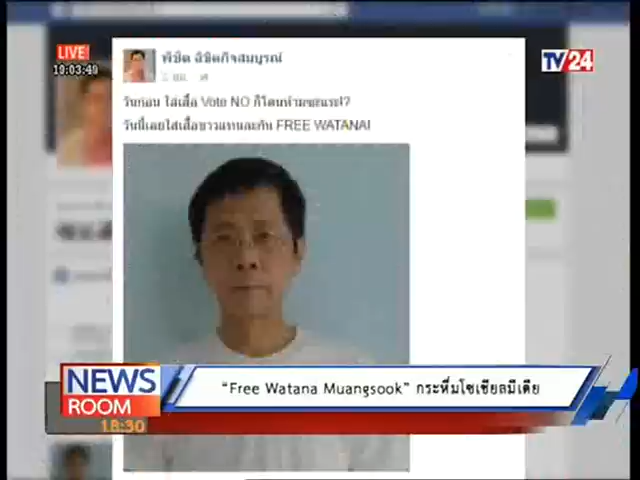 LIVE
19:03:49
TV24
พิชิต ลิขิตกิจสมบูรณ์
วันก่อน ใส่เสื้อ Vote NO ก็โดนห้ามซะแระ!?
วันนี้เลยใส่เสื้อขาวแทนละกัน FREE WATANA!
NEWS
ROOM
18:30
"Free Watana Muangsook" กระหึ่มโซเชียลมีเดีย